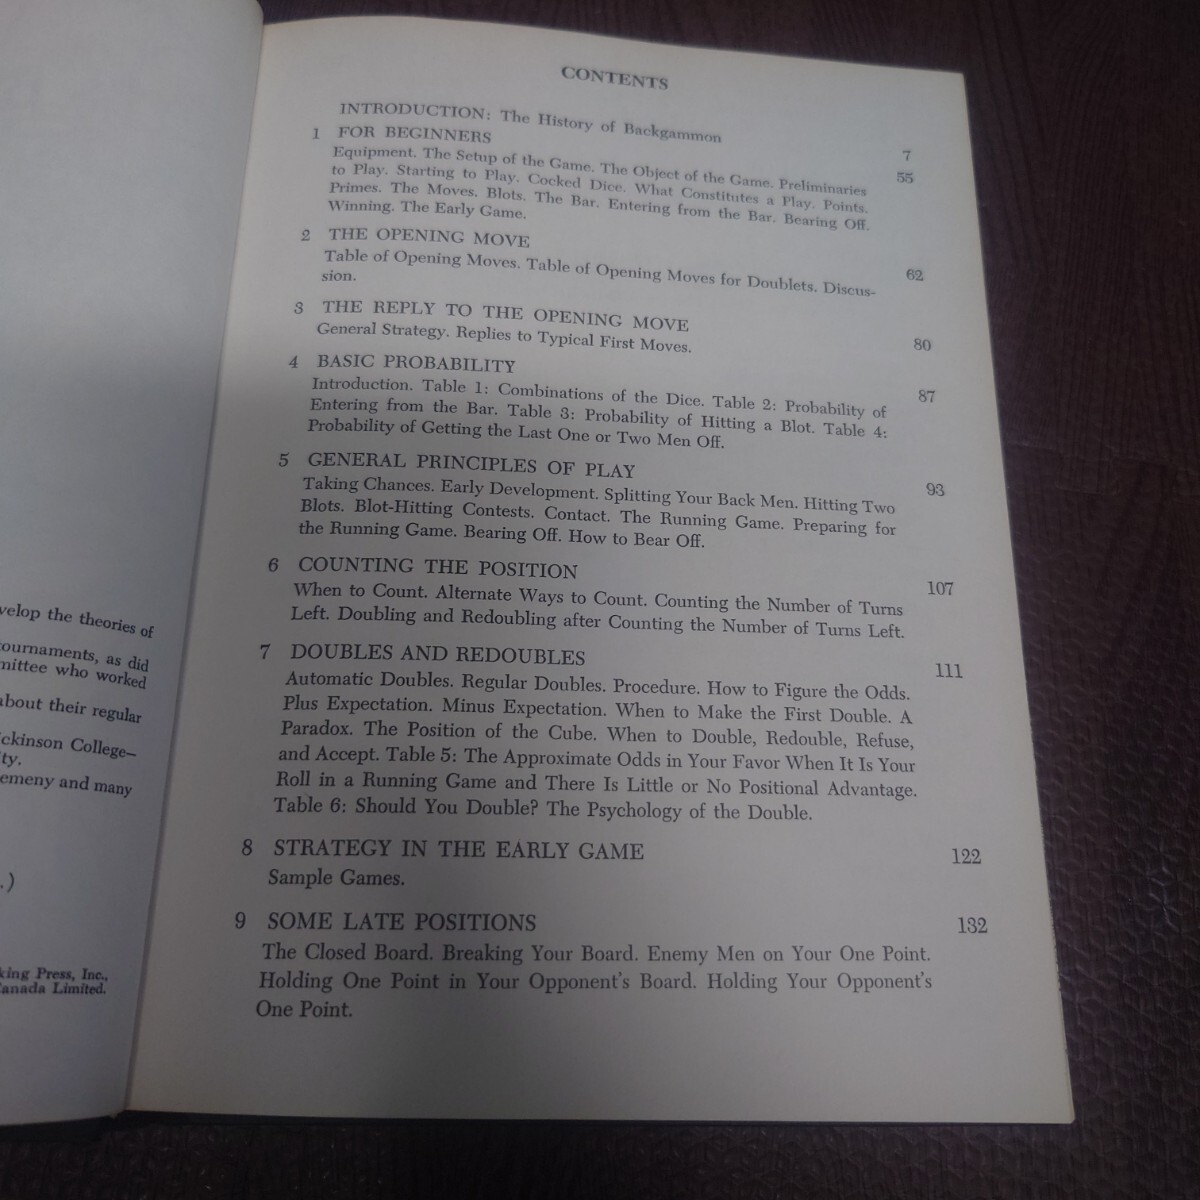 velop the theories of
tournaments, as did
mittee who worked
about their regular
ickinson College—
ty.
emeny and many
.)
king Press, Inc.,
Canada Limited.
CONTENTS
INTRODUCTION: The History of Backgammon 7
1 FOR BEGINNERS 55
Equipment. The Setup of the Game. The Object of the Game. Preliminaries
to Play. Starting to Play. Cocked Dice. What Constitutes a Play. Points.
Primes. The Moves. Blots. The Bar. Entering from the Bar. Bearing Off.
Winning. The Early Game.
2 THE OPENING MOVE 62
Table of Opening Moves. Table of Opening Moves for Doublets. Discus-
sion.
3 THE REPLY TO THE OPENING MOVE 80
General Strategy. Replies to Typical First Moves.
4 BASIC PROBABILITY 87
Introduction. Table 1: Combinations of the Dice. Table 2: Probability of
Entering from the Bar. Table 3: Probability of Hitting a Blot. Table 4:
Probability of Getting the Last One or Two Men Off.
5 GENERAL PRINCIPLES OF PLAY 93
Taking Chances. Early Development. Splitting Your Back Men. Hitting Two
Blots. Blot-Hitting Contests. Contact. The Running Game. Preparing for
the Running Game. Bearing Off. How to Bear Off.
6 COUNTING THE POSITION 107
When to Count. Alternate Ways to Count. Counting the Number of Turns
Left. Doubling and Redoubling after Counting the Number of Turns Left.
7 DOUBLES AND REDOUBLES 111
Automatic Doubles. Regular Doubles. Procedure. How to Figure the Odds.
Plus Expectation. Minus Expectation. When to Make the First Double. A
Paradox. The Position of the Cube. When to Double, Redouble, Refuse,
and Accept. Table 5: The Approximate Odds in Your Favor When It Is Your
Roll in a Running Game and There Is Little or No Positional Advantage.
Table 6: Should You Double? The Psychology of the Double.
8 STRATEGY IN THE EARLY GAME 122
Sample Games.
9 SOME LATE POSITIONS 132
The Closed Board. Breaking Your Board. Enemy Men on Your One Point.
Holding One Point in Your Opponent's Board. Holding Your Opponent's
One Point.